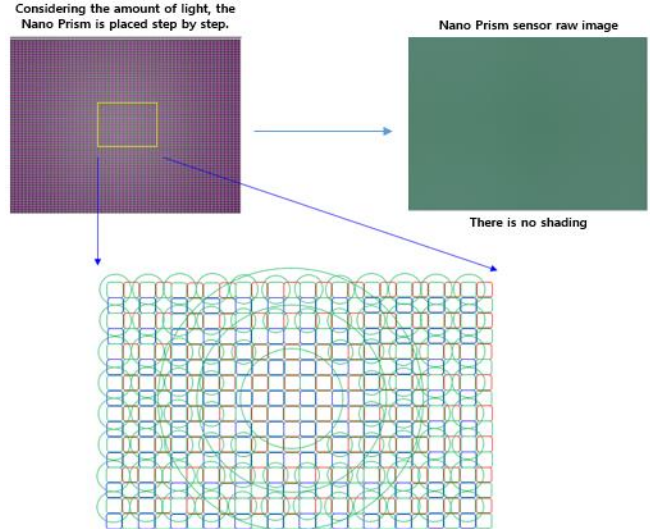 Considering the amount of light, the
Nano Prism is placed step by step.
Nano Prism sensor raw image
There is no shading